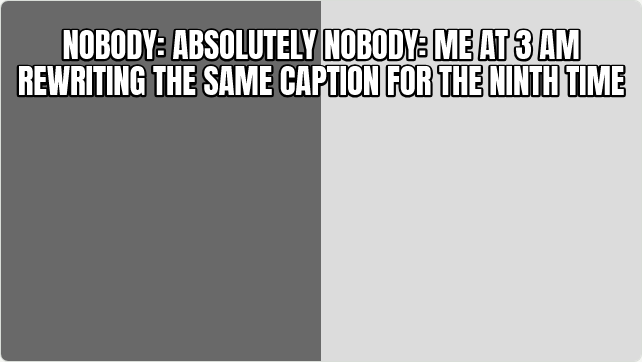 NOBODY: ABSOLUTELY NOBODY: ME AT 3 AM
REWRITING THE SAME CAPTION FOR THE NINTH TIME